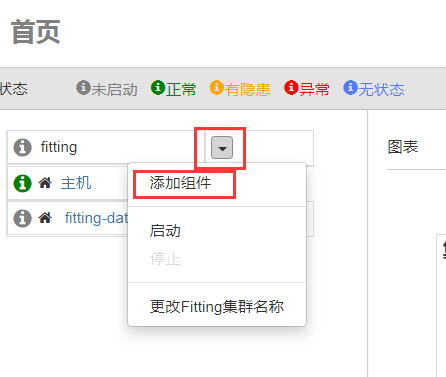 首页
状态 未启动 正常 有隐患 异常 无状态
fitting
图表
主机
添加组件
fitting-dat
启动
停止
更改Fitting集群名称